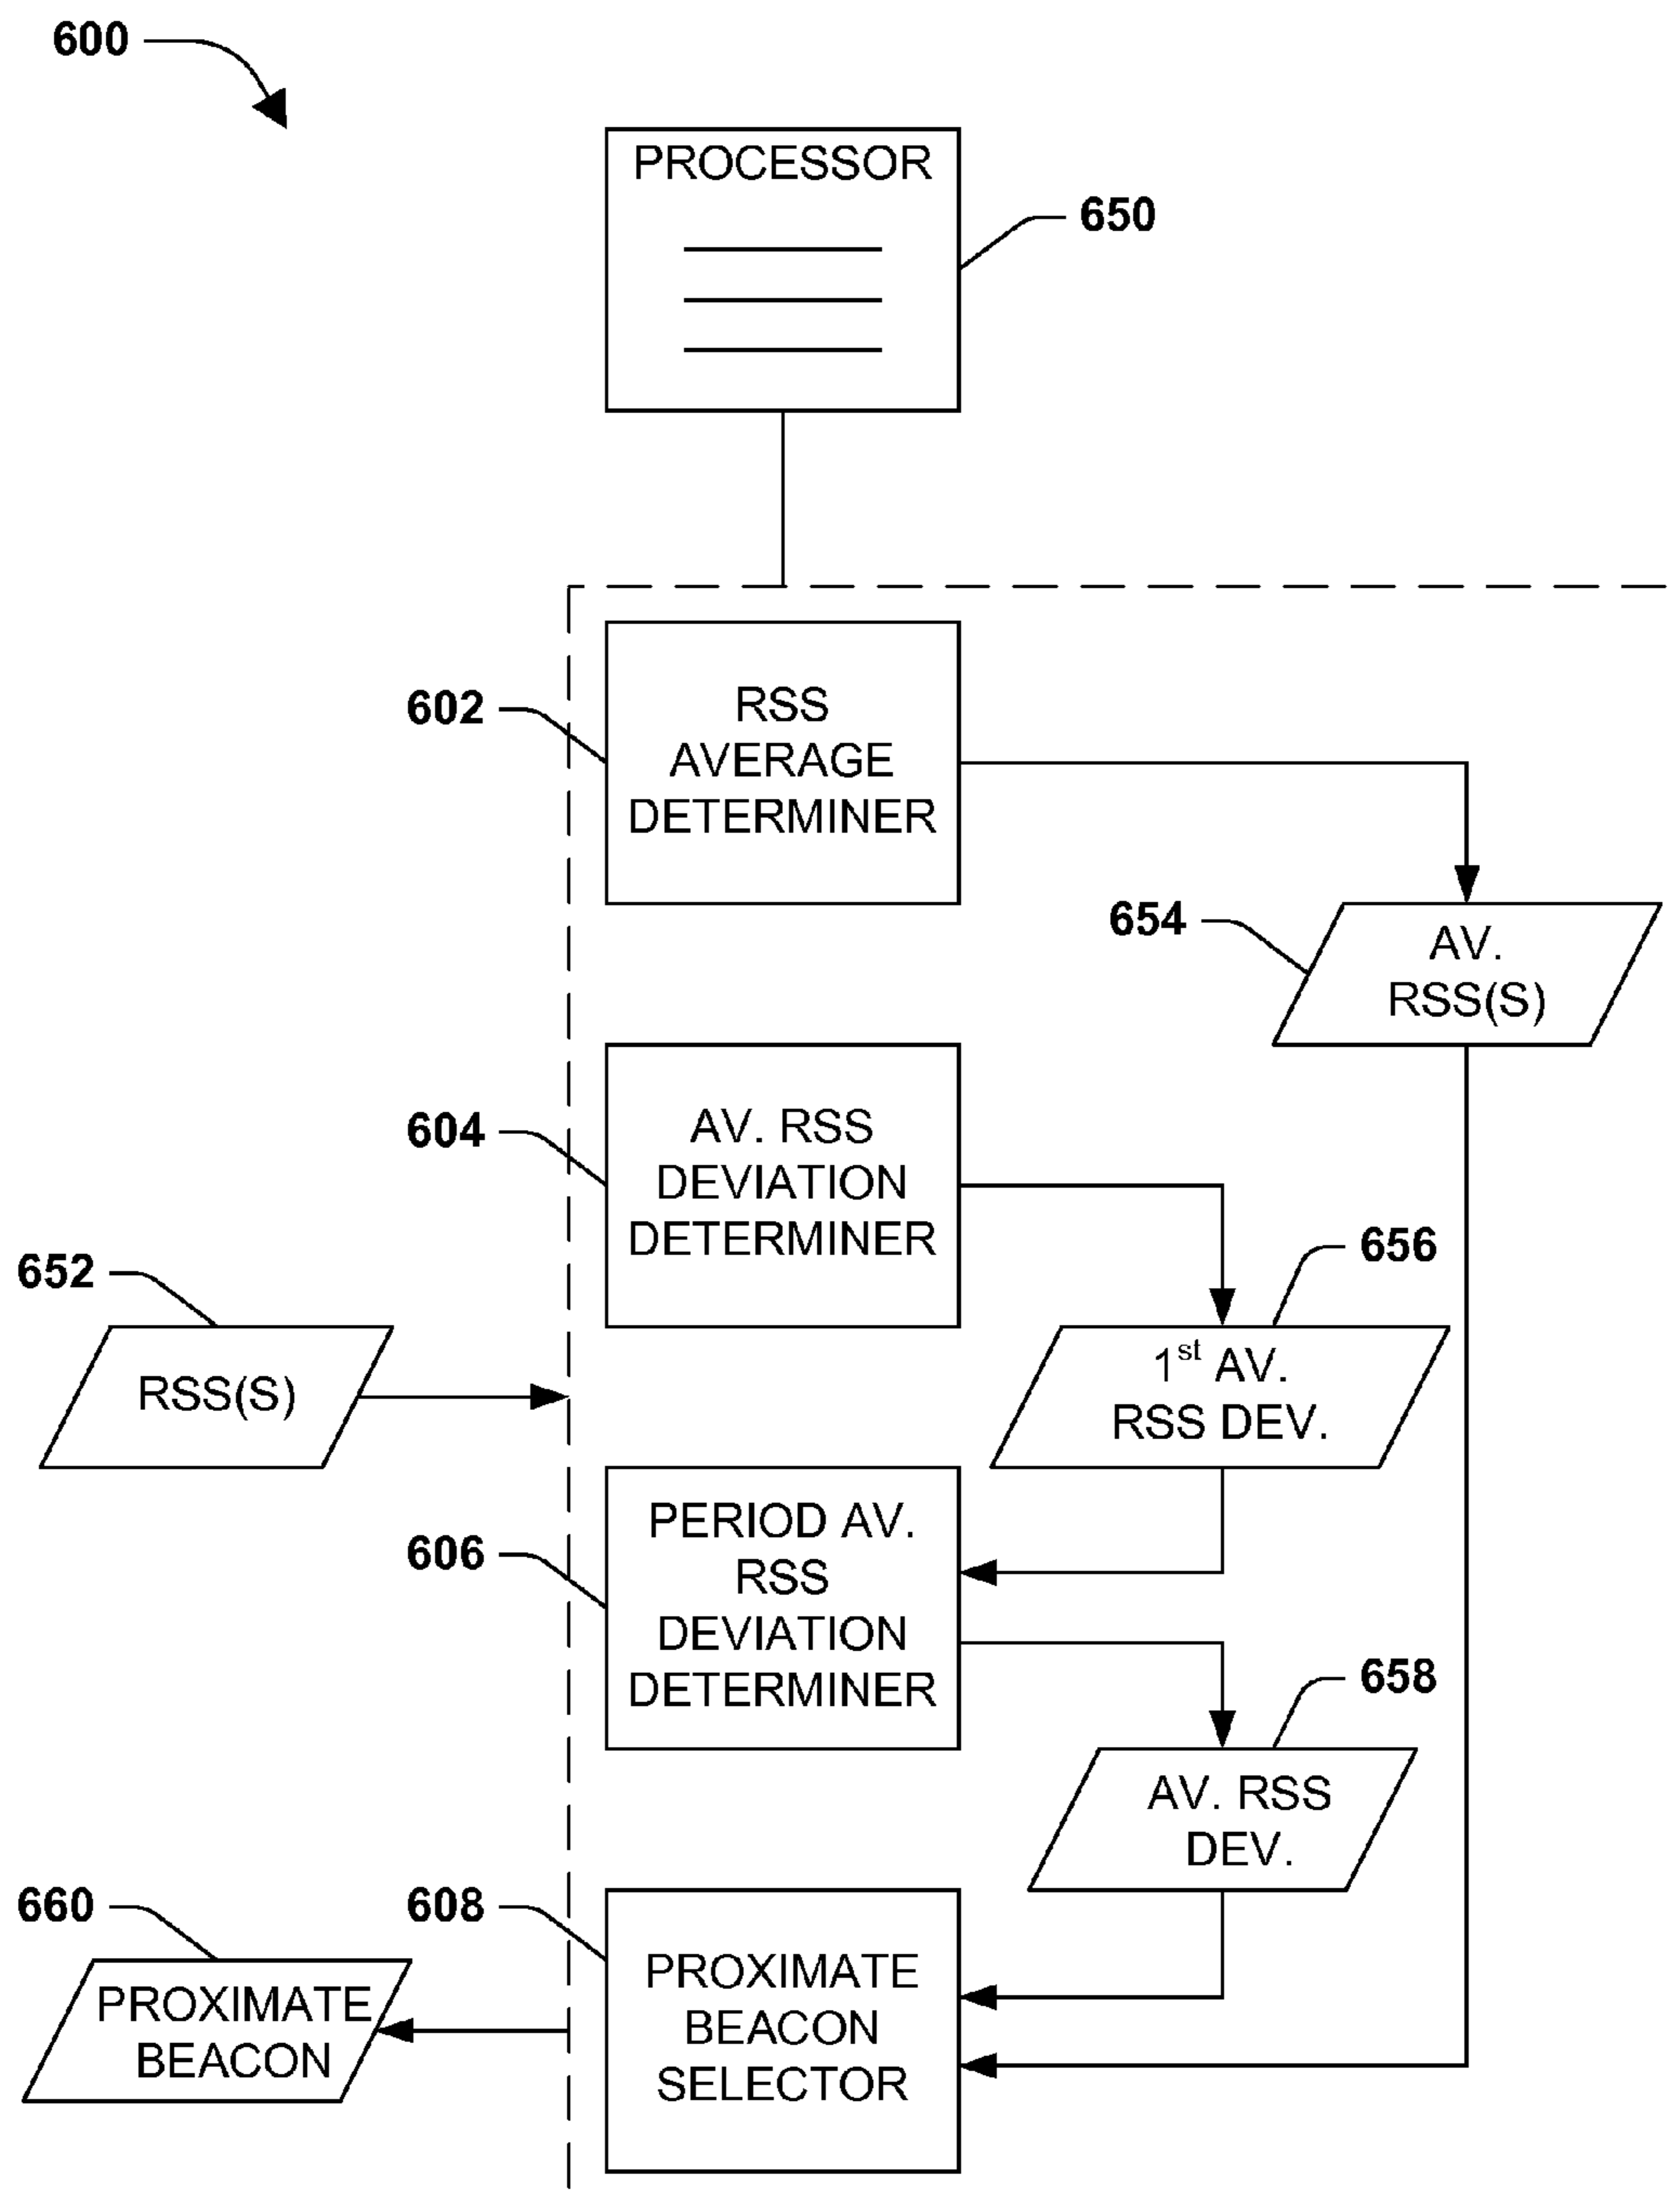 600
PROCESSOR
650
602
RSS
AVERAGE
DETERMINER
654
AV.
RSS(S)
604
AV. RSS
DEVIATION
DETERMINER
656
652
1st AV.
RSS DEV.
RSS(S)
606
PERIOD AV.
RSS
DEVIATION
DETERMINER
658
AV. RSS
DEV.
660
608
PROXIMATE
BEACON
PROXIMATE
BEACON
SELECTOR